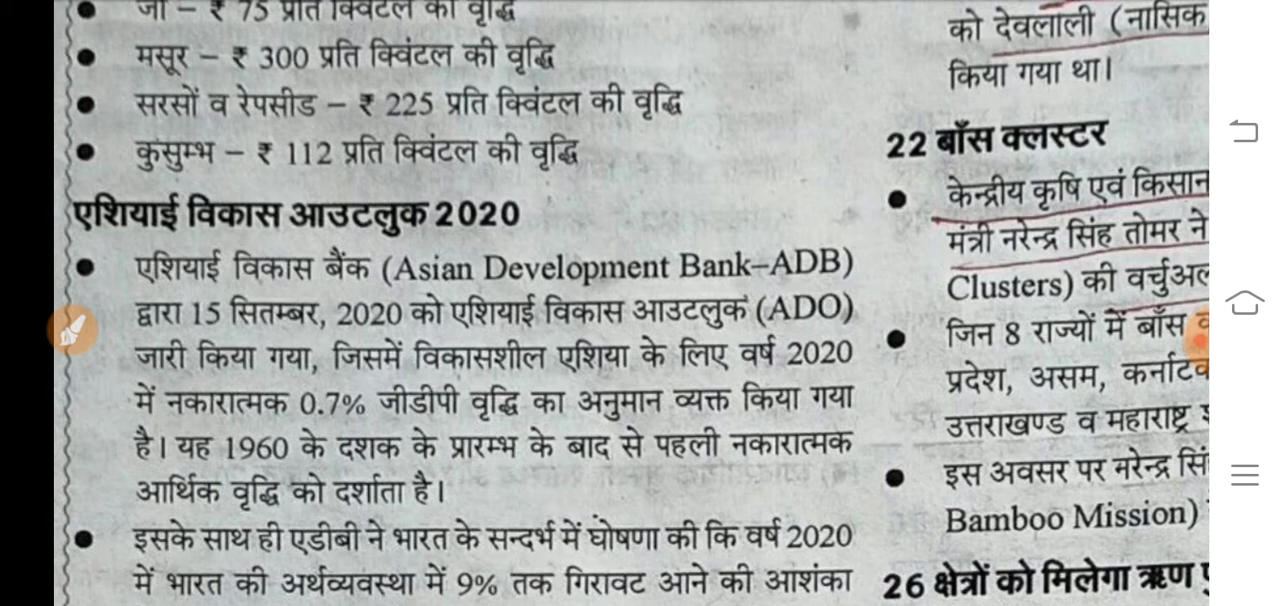 जौ – ₹ 75 प्रति क्विंटल की वृद्धि
मसूर – ₹ 300 प्रति क्विंटल की वृद्धि
सरसों व रेपसीड – ₹ 225 प्रति क्विंटल की वृद्धि
कुसुम्भ – ₹ 112 प्रति क्विंटल की वृद्धि
एशियाई विकास आउटलुक 2020
एशियाई विकास बैंक (Asian Development Bank–ADB)
द्वारा 15 सितम्बर, 2020 को एशियाई विकास आउटलुक (ADO)
जारी किया गया, जिसमें विकासशील एशिया के लिए वर्ष 2020
में नकारात्मक 0.7% जीडीपी वृद्धि का अनुमान व्यक्त किया गया
है। यह 1960 के दशक के प्रारम्भ के बाद से पहली नकारात्मक
आर्थिक वृद्धि को दर्शाता है।
इसके साथ ही एडीबी ने भारत के सन्दर्भ में घोषणा की कि वर्ष 2020
में भारत की अर्थव्यवस्था में 9% तक गिरावट आने की आशंका
को देवलाली (नासिक
किया गया था।
22 बाँस क्लस्टर
केन्द्रीय कृषि एवं किसान
मंत्री नरेन्द्र सिंह तोमर ने
Clusters) की
जिन 8 राज्यों में बाँस
प्रदेश, असम,
उत्तराखण्ड व महाराष्ट्र
इस अवसर पर नरेन्द्र
Bamboo Mission)
26 क्षेत्रों को मिलेगा ऋण